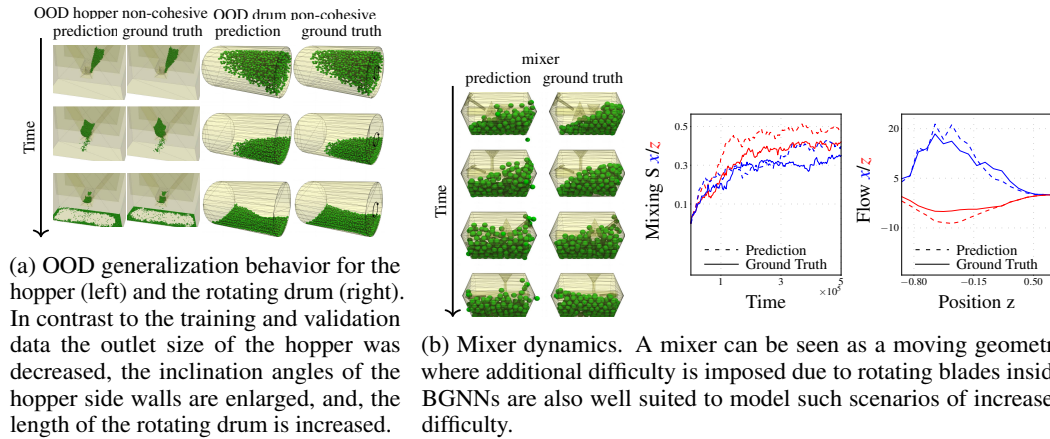 OOD hopper non-cohesive OOD drum non-cohesive
prediction ground truth prediction ground truth
Time
(a) OOD generalization behavior for the
hopper (left) and the rotating drum (right).
In contrast to the training and validation
data the outlet size of the hopper was
decreased, the inclination angles of the
hopper side walls are enlarged, and, the
length of the rotating drum is increased.
mixer
prediction ground truth
Time
Mixing S x/z
0.5
0.3
0.1
Prediction
Ground Truth
1 3 5
×10⁵
Time
Flow x/z
20
5
−10
Prediction
Ground Truth
−0.80 −0.15 0.50
Position z
(b) Mixer dynamics. A mixer can be seen as a moving geometr
where additional difficulty is imposed due to rotating blades insid
BGNNs are also well suited to model such scenarios of increase
difficulty.